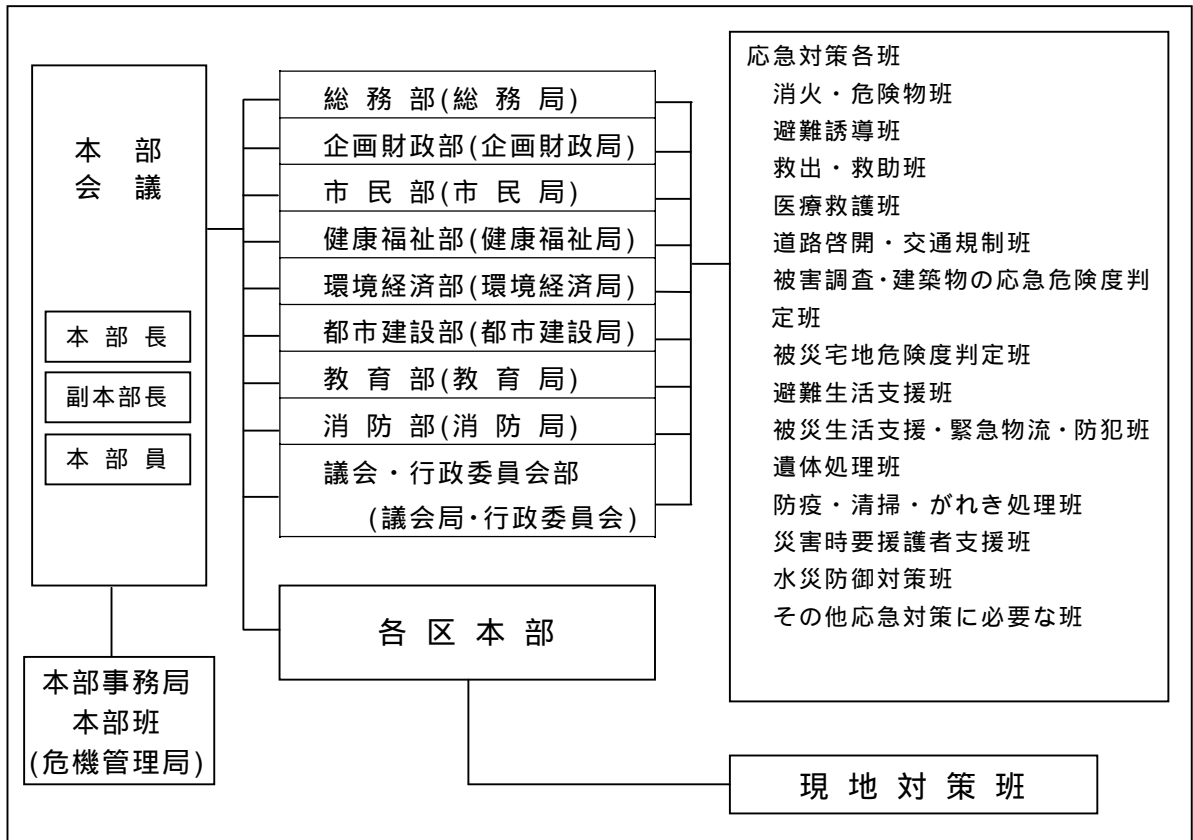 本 部
会 議
本 部 長
副本部長
本 部 員
本部事務局
本部班
(危機管理局)
総 務 部(総 務 局)
企画財政部(企画財政局)
市 民 部(市 民 局)
健康福祉部(健康福祉局)
環境経済部(環境経済局)
都市建設部(都市建設局)
教 育 部(教 育 局)
消 防 部(消 防 局)
議会・行政委員会部
(議会局・行政委員会)
各 区 本 部
応急対策各班
消火・危険物班
避難誘導班
救出・救助班
医療救護班
道路啓開・交通規制班
被害調査・建築物の応急危険度判
定班
被災宅地危険度判定班
避難生活支援班
被災生活支援・緊急物流・防犯班
遺体処理班
防疫・清掃・がれき処理班
災害時要援護者支援班
水災防御対策班
その他応急対策に必要な班
現 地 対 策 班